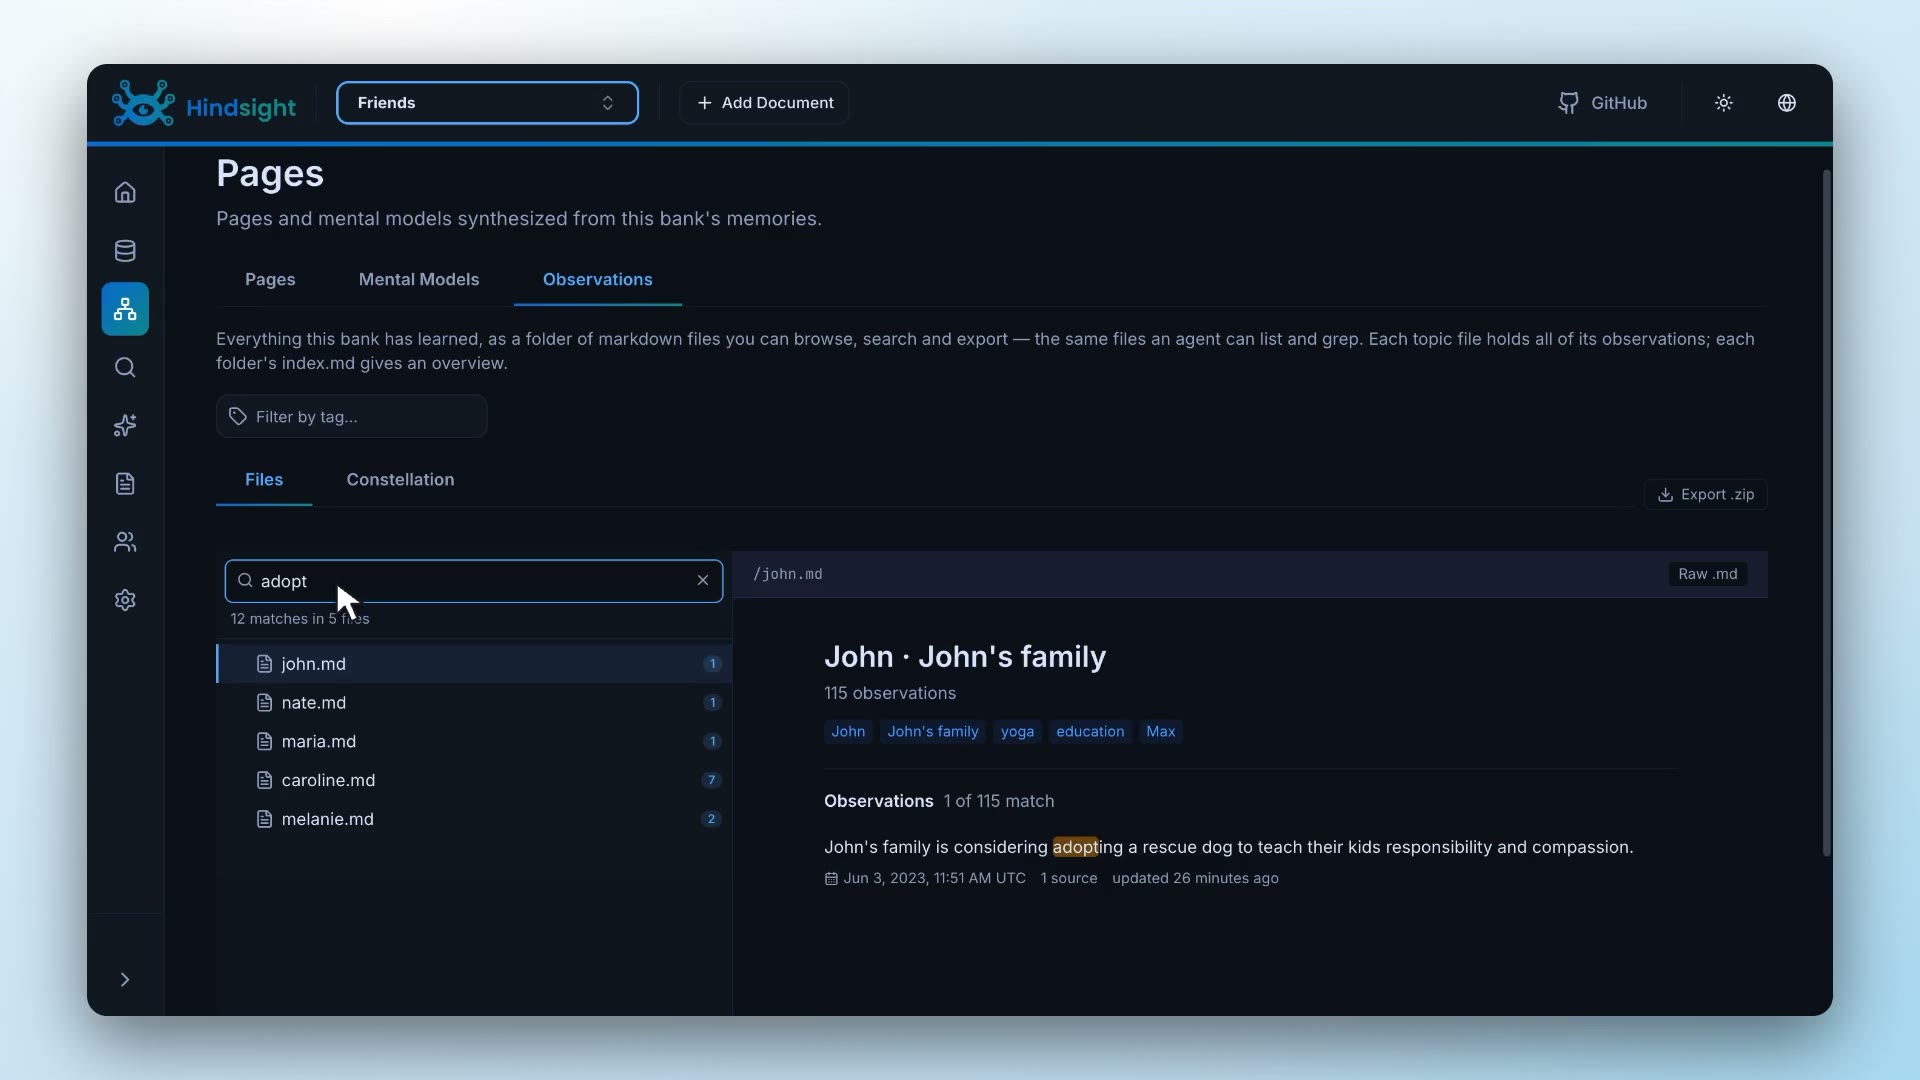 Hindsight
Friends
Add Document
GitHub
Pages
Pages and mental models synthesized from this bank's memories.
Pages
Mental Models
Observations
Everything this bank has learned, as a folder of markdown files you can browse, search and export — the same files an agent can list and grep. Each topic file holds all of its observations; each
folder's index.md gives an overview.
Filter by tag...
Files
Constellation
Export .zip
adopt
12 matches in 5 files
john.md 1
nate.md 1
maria.md 1
caroline.md 7
melanie.md 2
/john.md
Raw .md
John · John's family
115 observations
John John's family yoga education Max
Observations 1 of 115 match
John's family is considering adopting a rescue dog to teach their kids responsibility and compassion.
Jun 3, 2023, 11:51 AM UTC 1 source updated 26 minutes ago